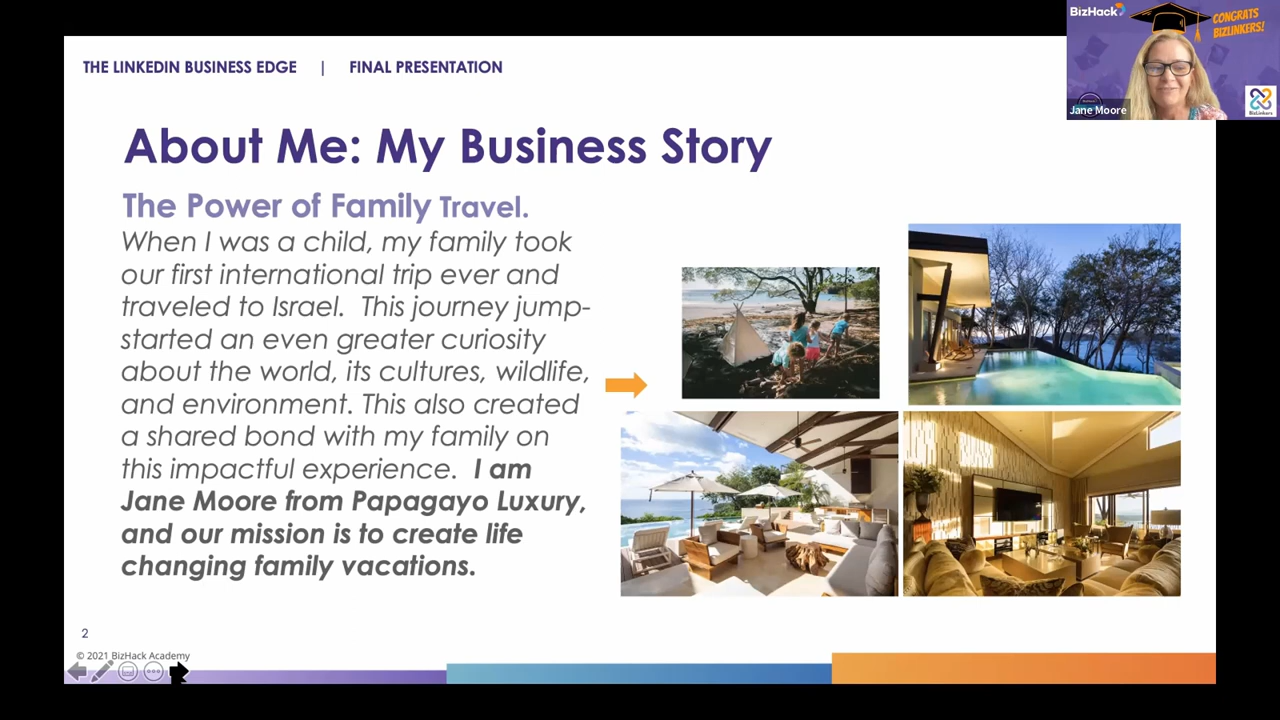 THE LINKEDIN BUSINESS EDGE | FINAL PRESENTATION
BizHack
CONGRATS
BIZLINKERS!
Jane Moore
BizLinkers
About Me: My Business Story
The Power of Family Travel.
When I was a child, my family took
our first international trip ever and
traveled to Israel.  This journey jump-
started an even greater curiosity
about the world, its cultures, wildlife,
and environment. This also created
a shared bond with my family on
this impactful experience.  I am
Jane Moore from Papagayo Luxury,
and our mission is to create life
changing family vacations.
2
© 2021 BizHack Academy